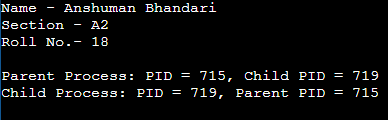 Name - Anshuman Bhandari
Section - A2
Roll No.- 18
Parent Process: PID = 715, Child PID = 719
Child Process: PID = 719, Parent PID = 715